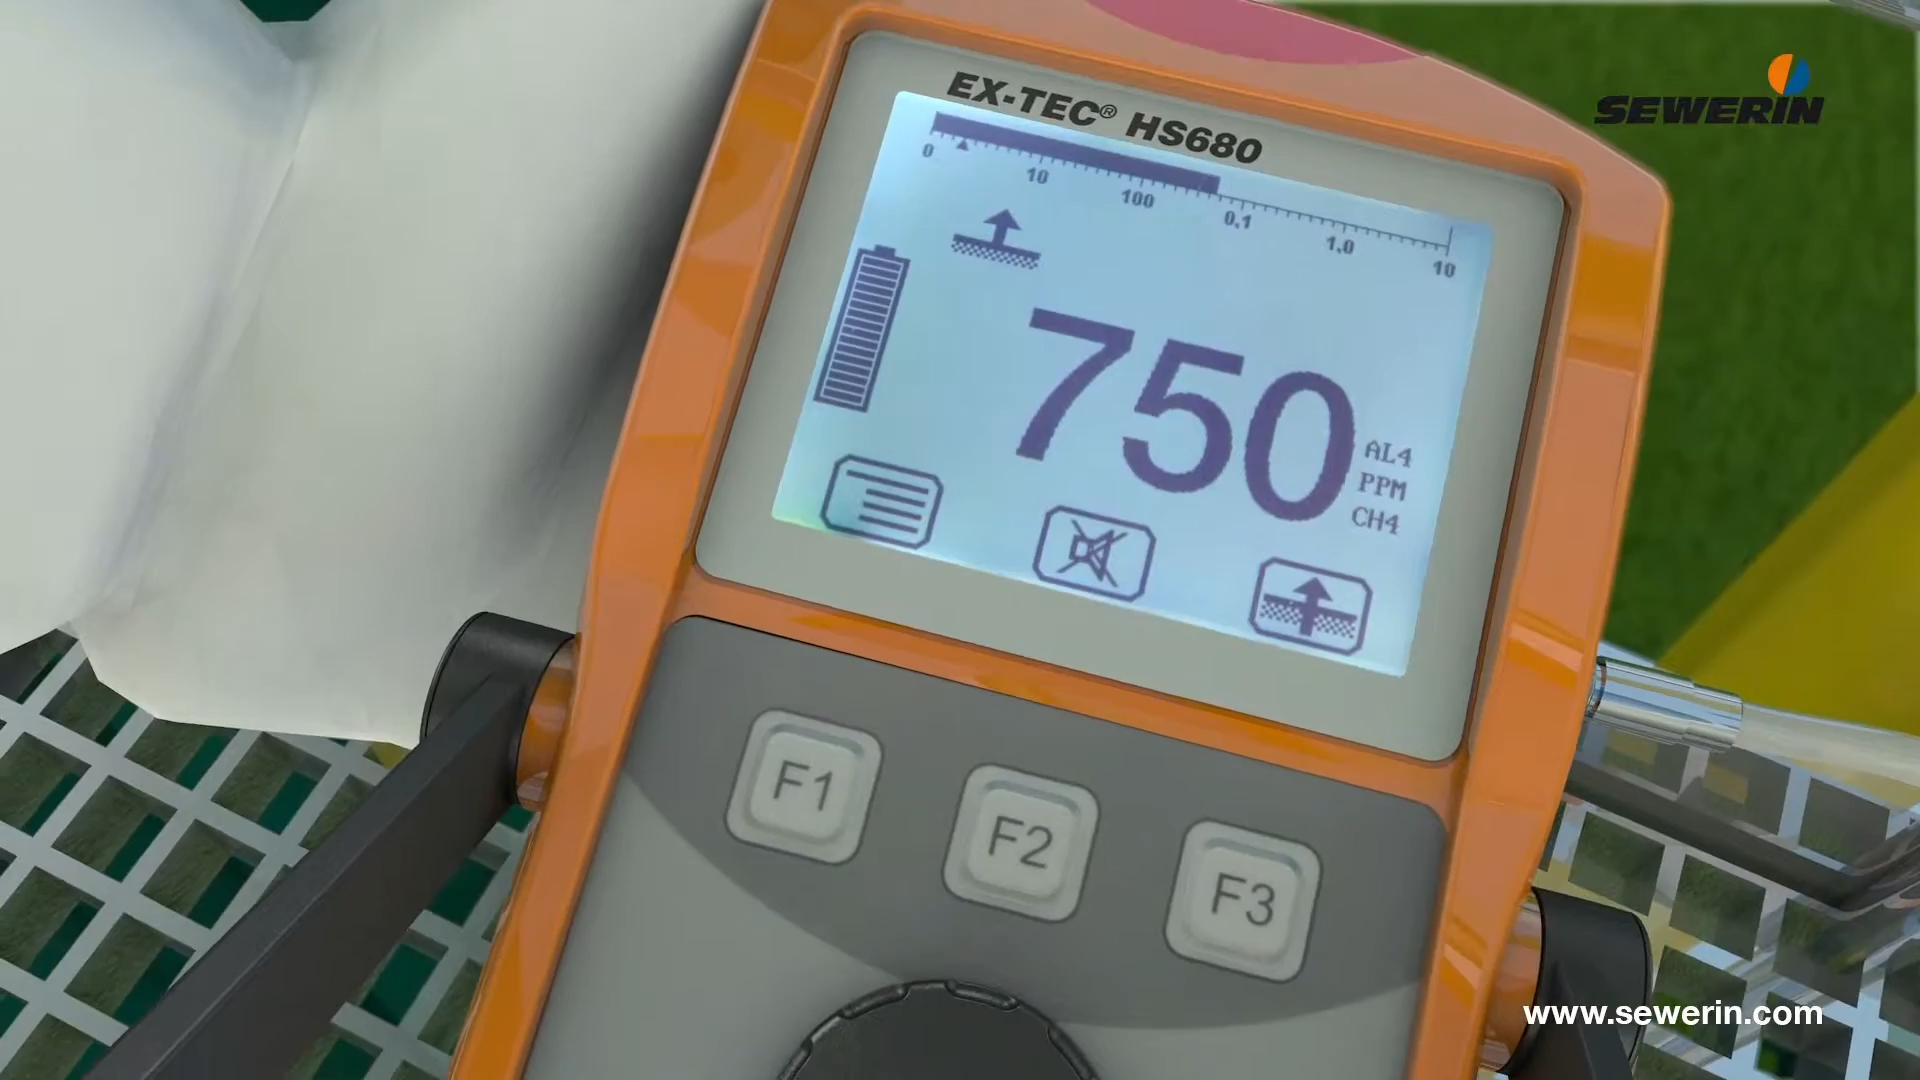 SEWERIN
EX-TEC® HS680
0 10 100 0,1 1,0 10
750
AL4
PPM
CH4
F1 F2 F3
www.sewerin.com